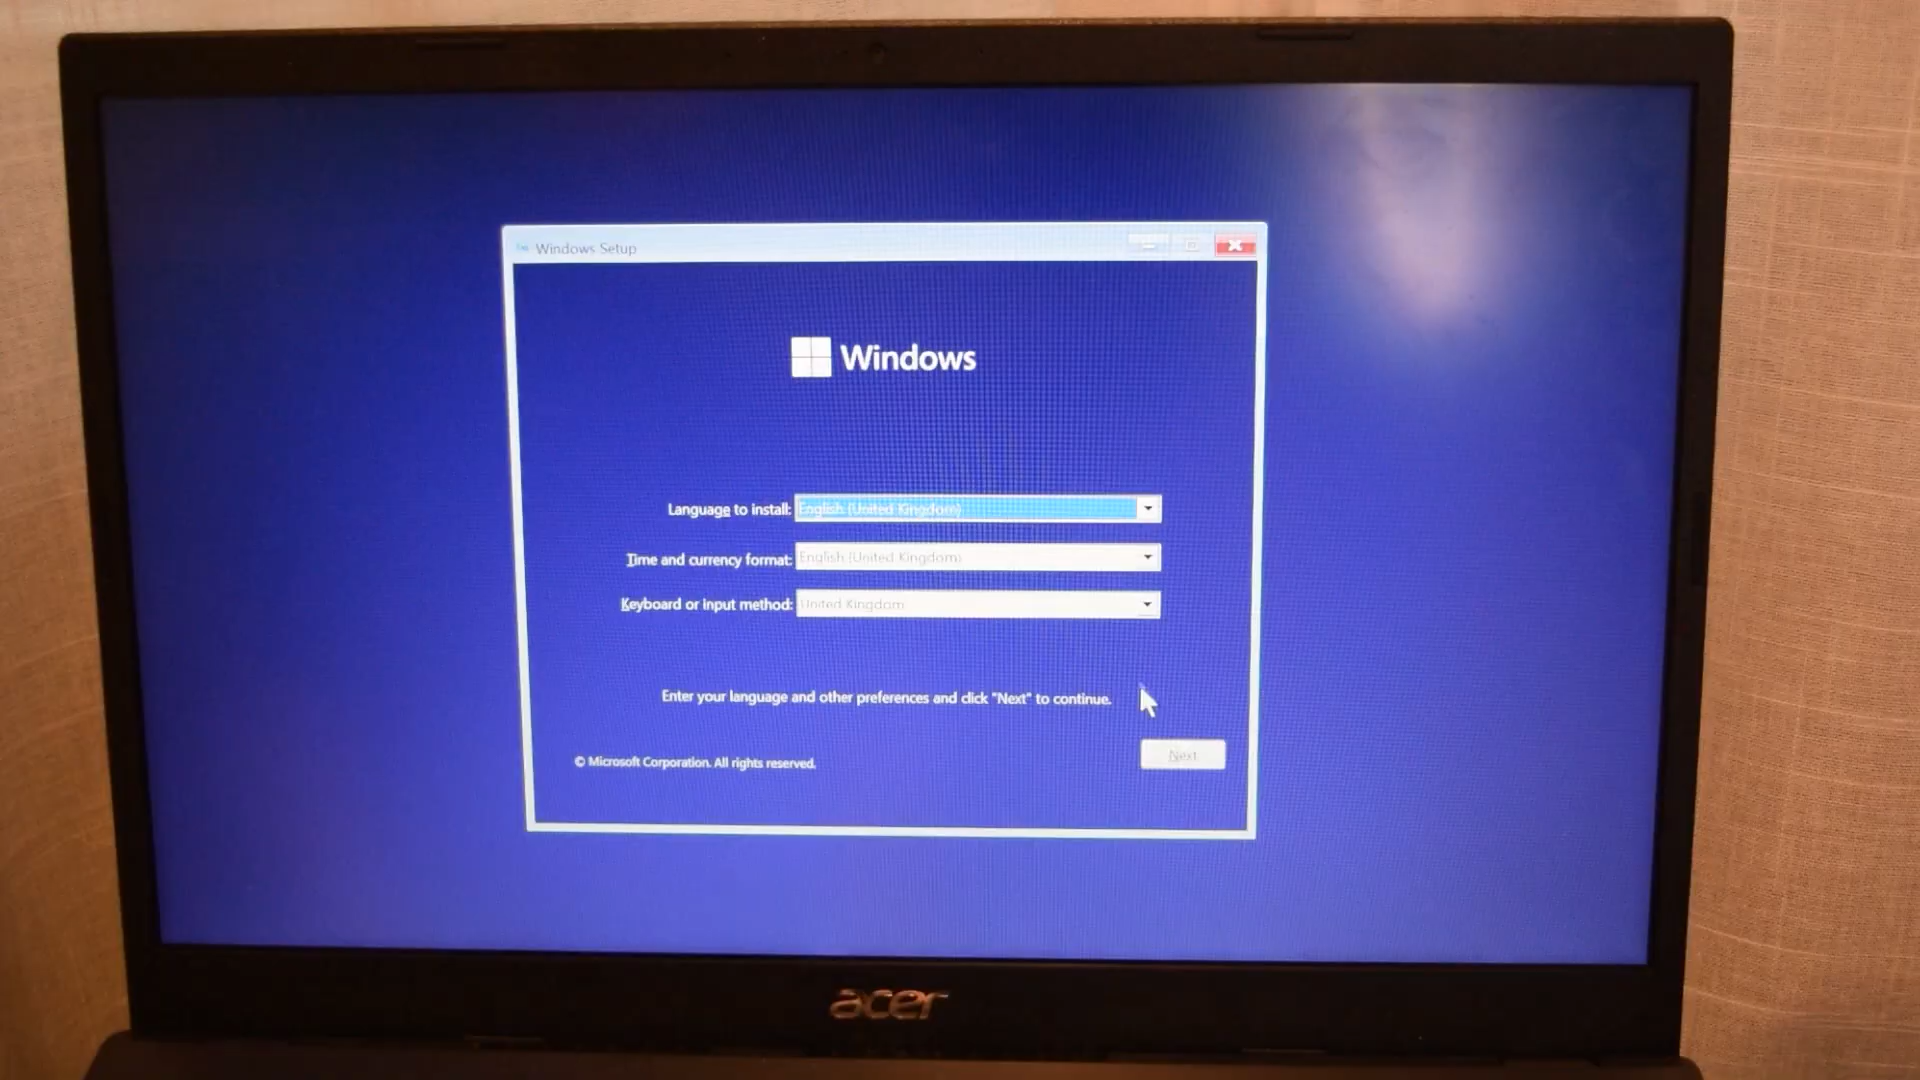 Windows Setup
Windows
Language to install: English (United Kingdom)
Time and currency format: English (United Kingdom)
Keyboard or input method: United Kingdom
Enter your language and other preferences and click "Next" to continue.
Next
© Microsoft Corporation. All rights reserved.
acer